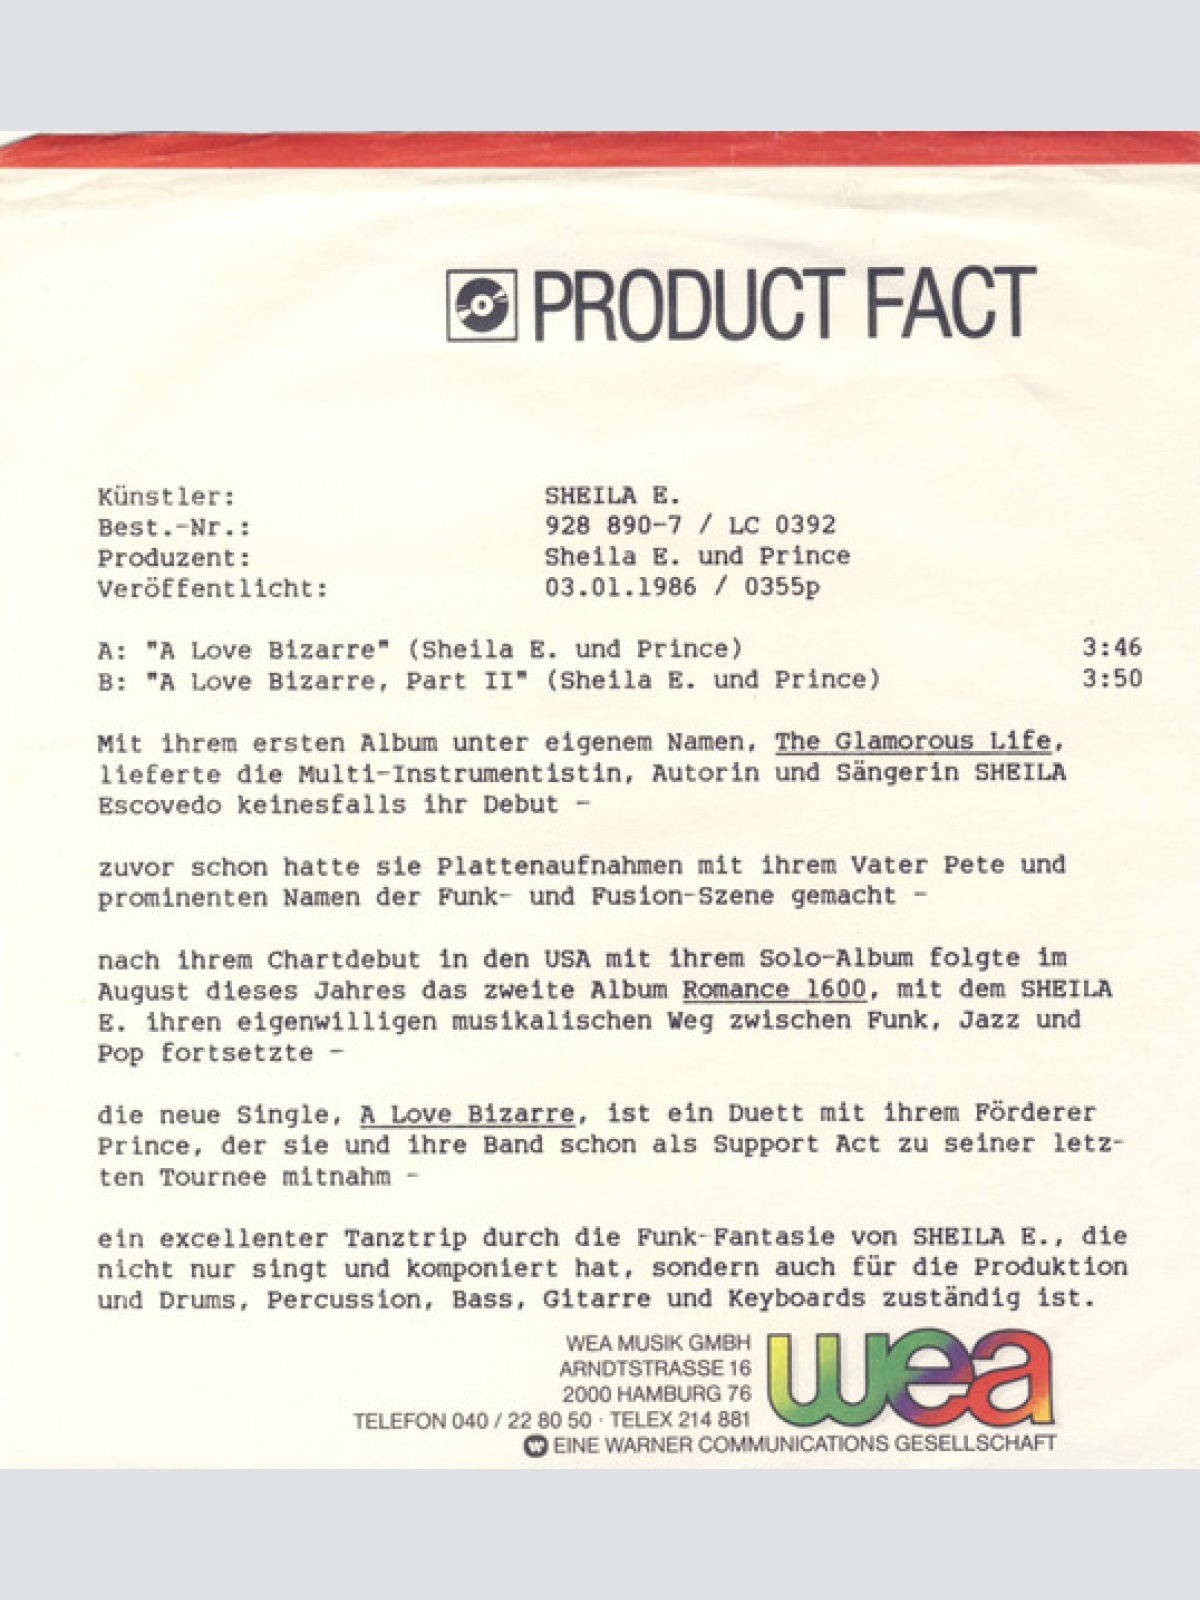 PRODUCT FACT
Künstler: SHEILA E.
Best.-Nr.: 928 890-7 / LC 0392
Produzent: Sheila E. und Prince
Veröffentlicht: 03.01.1986 / 0355p
A: "A Love Bizarre" (Sheila E. und Prince) 3:46
B: "A Love Bizarre, Part II" (Sheila E. und Prince) 3:50
Mit ihrem ersten Album unter eigenem Namen, The Glamorous Life,
lieferte die Multi-Instrumentistin, Autorin und Sängerin SHEILA
Escovedo keinesfalls ihr Debut -
zuvor schon hatte sie Plattenaufnahmen mit ihrem Vater Pete und
prominenten Namen der Funk- und Fusion-Szene gemacht -
nach ihrem Chartdebut in den USA mit ihrem Solo-Album folgte im
August dieses Jahres das zweite Album Romance 1600, mit dem SHEILA
E. ihren eigenwilligen musikalischen Weg zwischen Funk, Jazz und
Pop fortsetzte -
die neue Single, A Love Bizarre, ist ein Duett mit ihrem Förderer
Prince, der sie und ihre Band schon als Support Act zu seiner letz-
ten Tournee mitnahm -
ein excellenter Tanztrip durch die Funk-Fantasie von SHEILA E., die
nicht nur singt und komponiert hat, sondern auch für die Produktion
und Drums, Percussion, Bass, Gitarre und Keyboards zuständig ist.
WEA MUSIK GMBH
ARNDTSTRASSE 16
2000 HAMBURG 76
TELEFON 040 / 22 80 50 · TELEX 214 881
wea
EINE WARNER COMMUNICATIONS GESELLSCHAFT